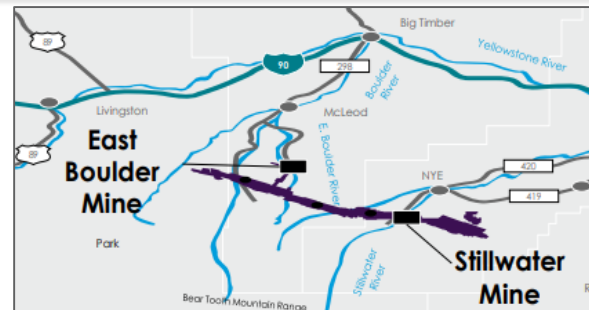 Big Timber
89
Yellowstone River
298
90
Boulder
River
Livingston
McLeod
East
Boulder
Mine
E. Boulder River
89
420
NYE
419
Park
Stillwater
River
Stillwater
Mine
Bear Tooth Mountain Range
R